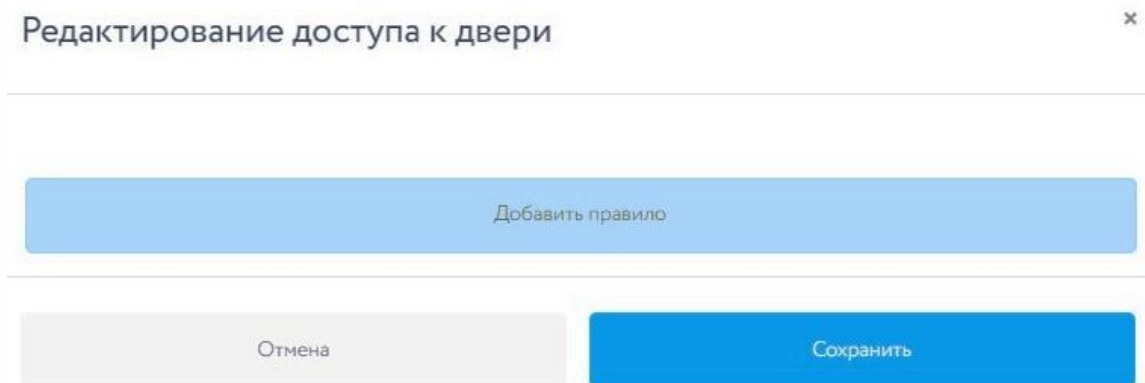 Редактирование доступа к двери
×
Добавить правило
Отмена
Сохранить